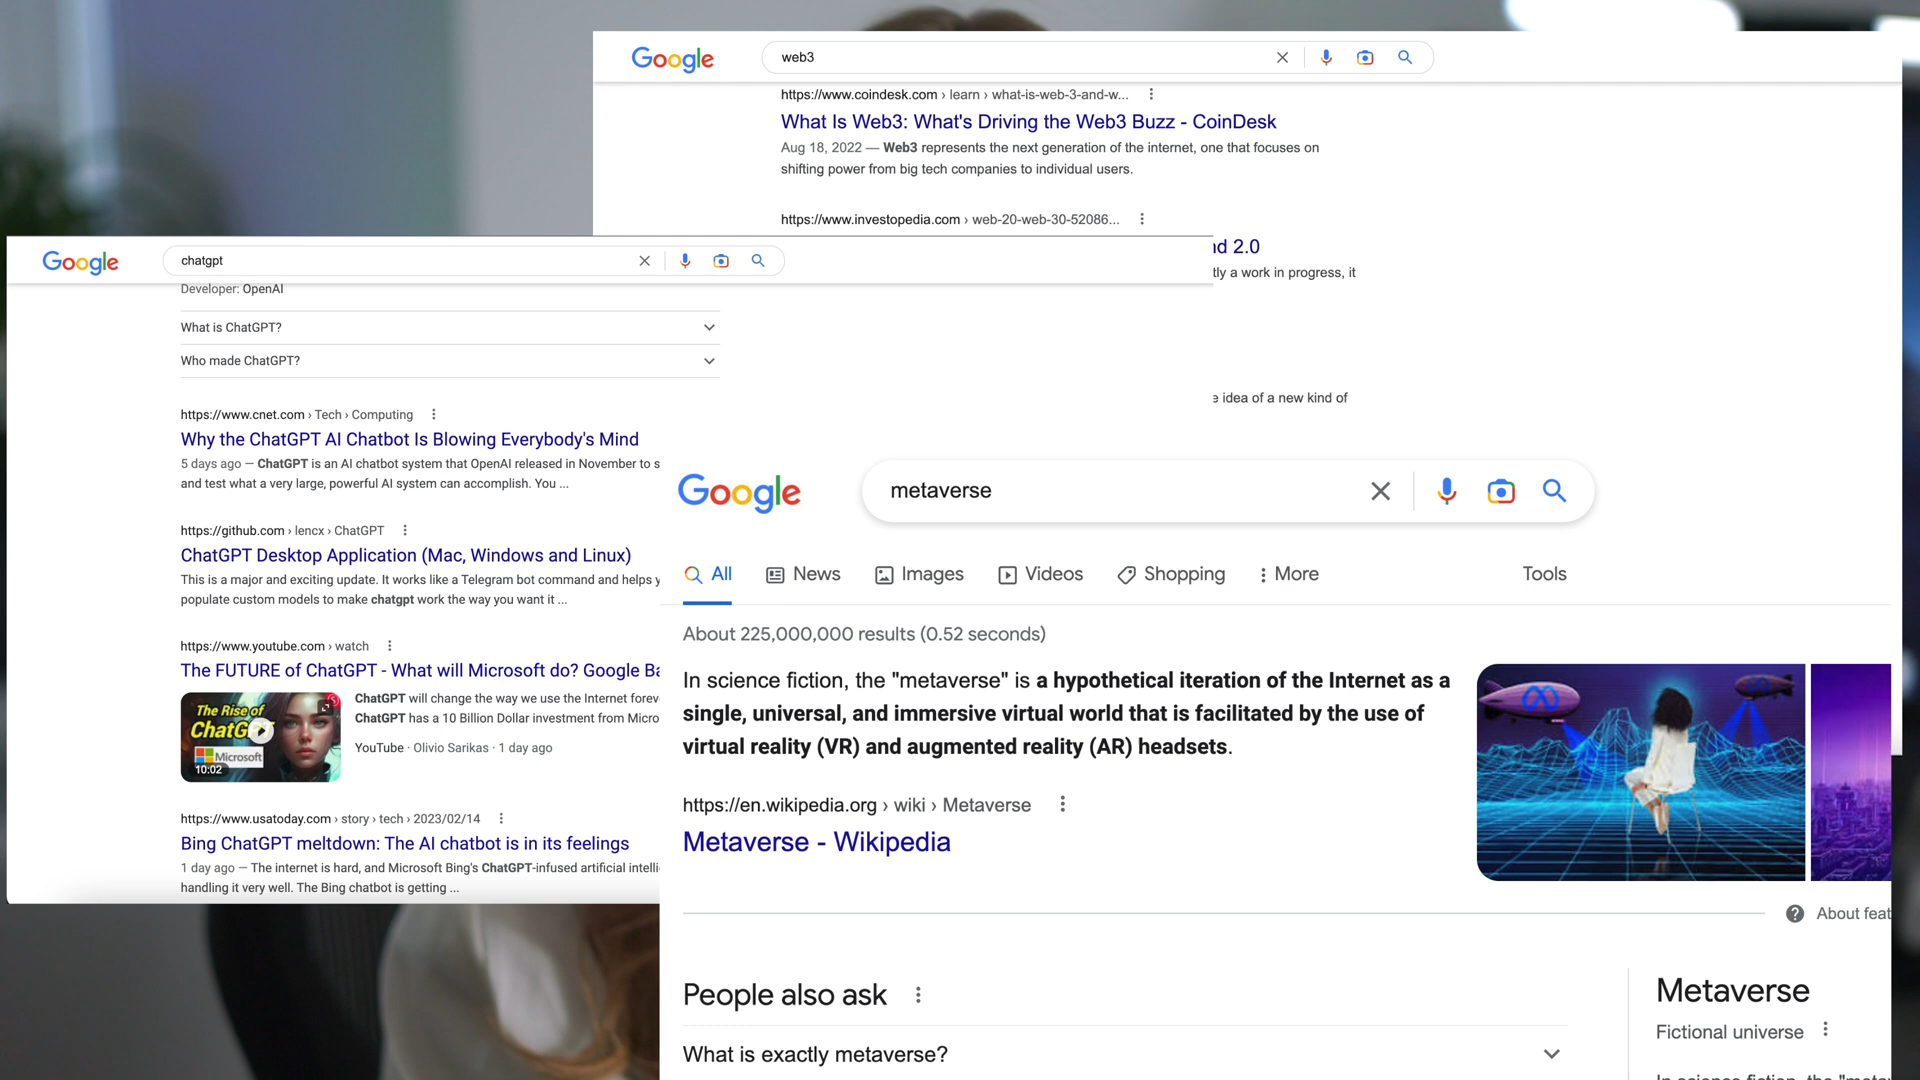 Google
web3
https://www.coindesk.com › learn › what-is-web-3-and-w...
What Is Web3: What's Driving the Web3 Buzz - CoinDesk
Aug 18, 2022 — Web3 represents the next generation of the internet, one that focuses on
shifting power from big tech companies to individual users.
https://www.investopedia.com › web-20-web-30-52086...
2.0
a work in progress, it
idea of a new kind of
Google
chatgpt
Developer: OpenAI
What is ChatGPT?
Who made ChatGPT?
https://www.cnet.com › Tech › Computing
Why the ChatGPT AI Chatbot Is Blowing Everybody's Mind
5 days ago — ChatGPT is an AI chatbot system that OpenAI released in November to s
and test what a very large, powerful AI system can accomplish. You ...
https://github.com › lencx › ChatGPT
ChatGPT Desktop Application (Mac, Windows and Linux)
This is a major and exciting update. It works like a Telegram bot command and helps y
populate custom models to make chatgpt work the way you want it ...
https://www.youtube.com › watch
The FUTURE of ChatGPT - What will Microsoft do? Google Ba
The Rise of
ChatG
Microsoft
10:02
ChatGPT will change the way we use the Internet forev
ChatGPT has a 10 Billion Dollar investment from Micro
YouTube · Olivio Sarikas · 1 day ago
https://www.usatoday.com › story › tech › 2023/02/14
Bing ChatGPT meltdown: The AI chatbot is in its feelings
1 day ago — The internet is hard, and Microsoft Bing's ChatGPT-infused artificial intelli
handling it very well. The Bing chatbot is getting ...
Google
metaverse
All News Images Videos Shopping More Tools
About 225,000,000 results (0.52 seconds)
In science fiction, the "metaverse" is a hypothetical iteration of the Internet as a
single, universal, and immersive virtual world that is facilitated by the use of
virtual reality (VR) and augmented reality (AR) headsets.
https://en.wikipedia.org › wiki › Metaverse
Metaverse - Wikipedia
About feat
People also ask
What is exactly metaverse?
Metaverse
Fictional universe